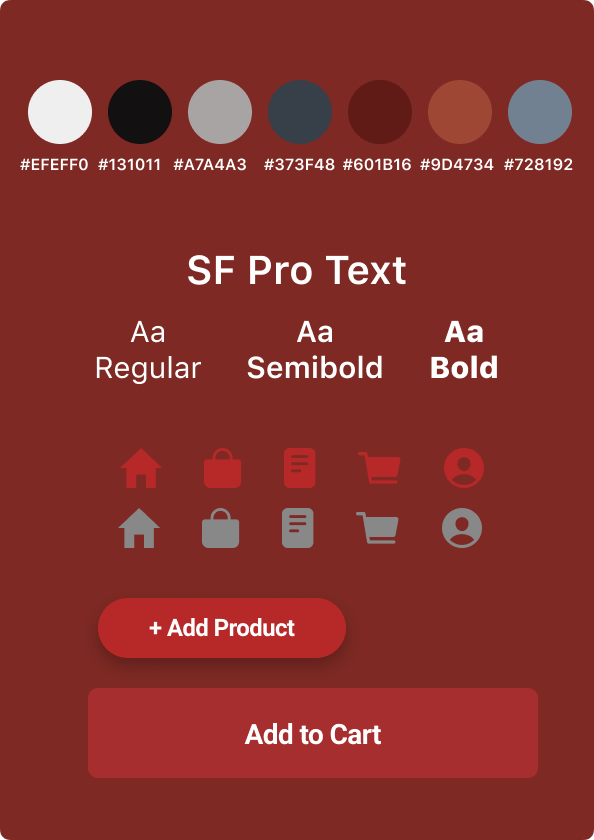 #EFEFF0 #131011 #A7A4A3 #373F48 #601B16 #9D4734 #728192
SF Pro Text
Aa Aa Aa
Regular Semibold Bold
+ Add Product
Add to Cart